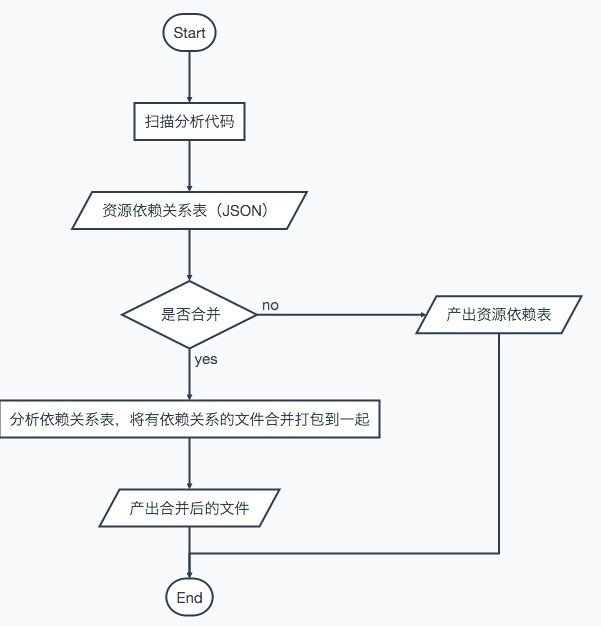 Start
扫描分析代码
资源依赖关系表（JSON）
是否合并
no
产出资源依赖表
yes
分析依赖关系表，将有依赖关系的文件合并打包到一起
产出合并后的文件
End